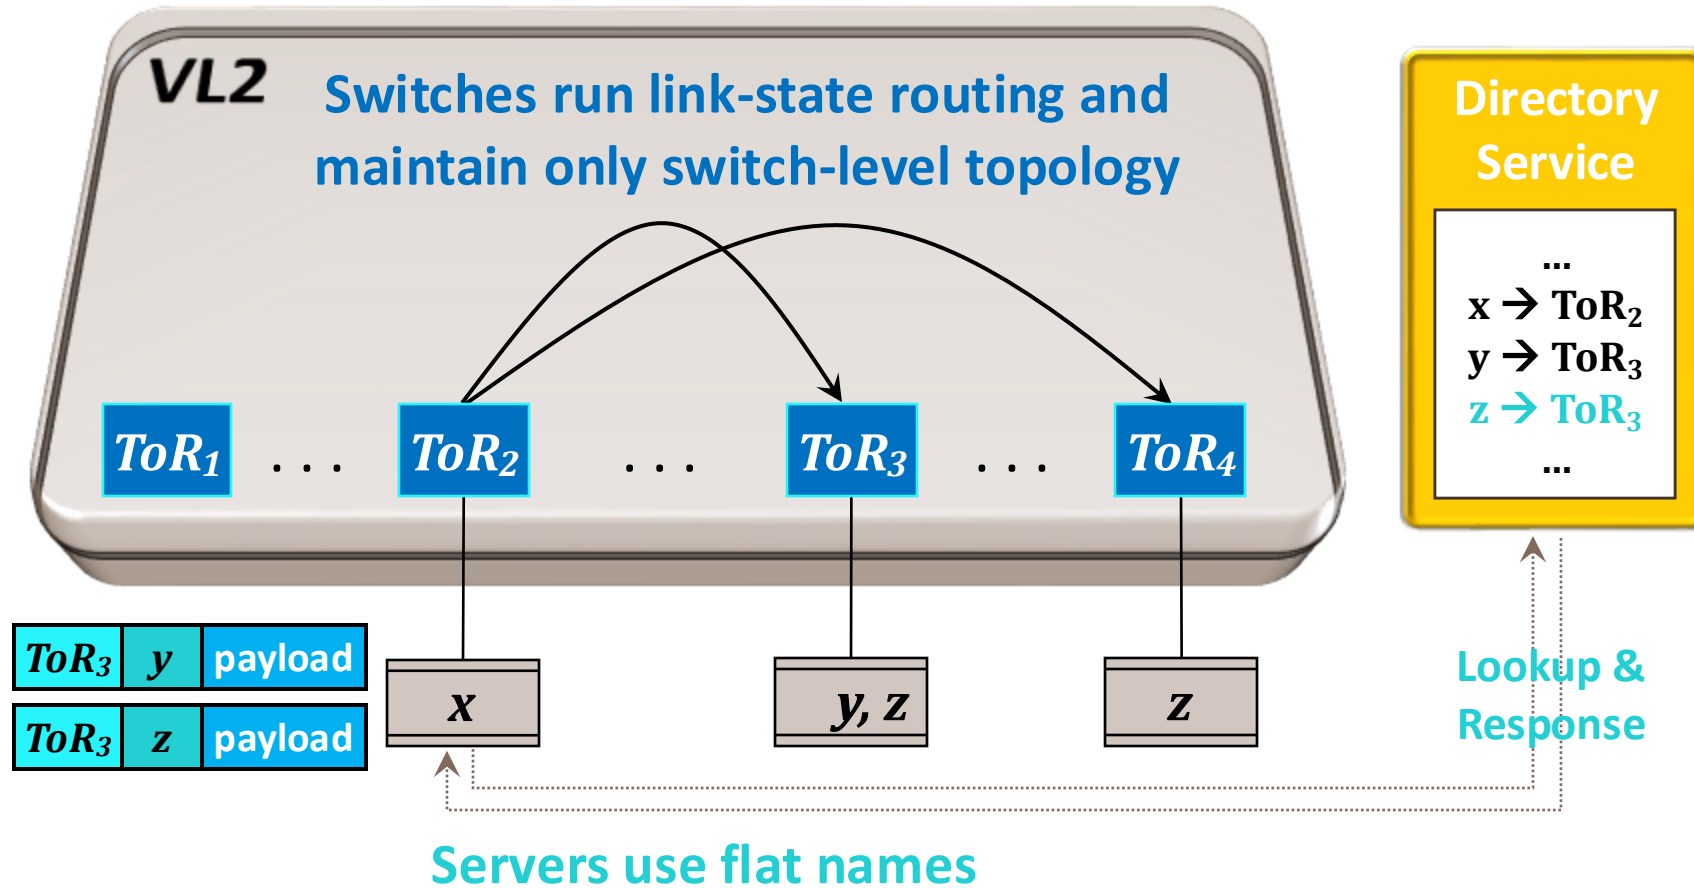 VL2
Switches run link-state routing and
maintain only switch-level topology
Directory
Service
...
x → ToR₂
y → ToR₃
z → ToR₃
...
ToR₁ . . . ToR₂ . . . ToR₃ . . . ToR₄
ToR₃ y payload
ToR₃ z payload
x
y, z
z
Lookup &
Response
Servers use flat names